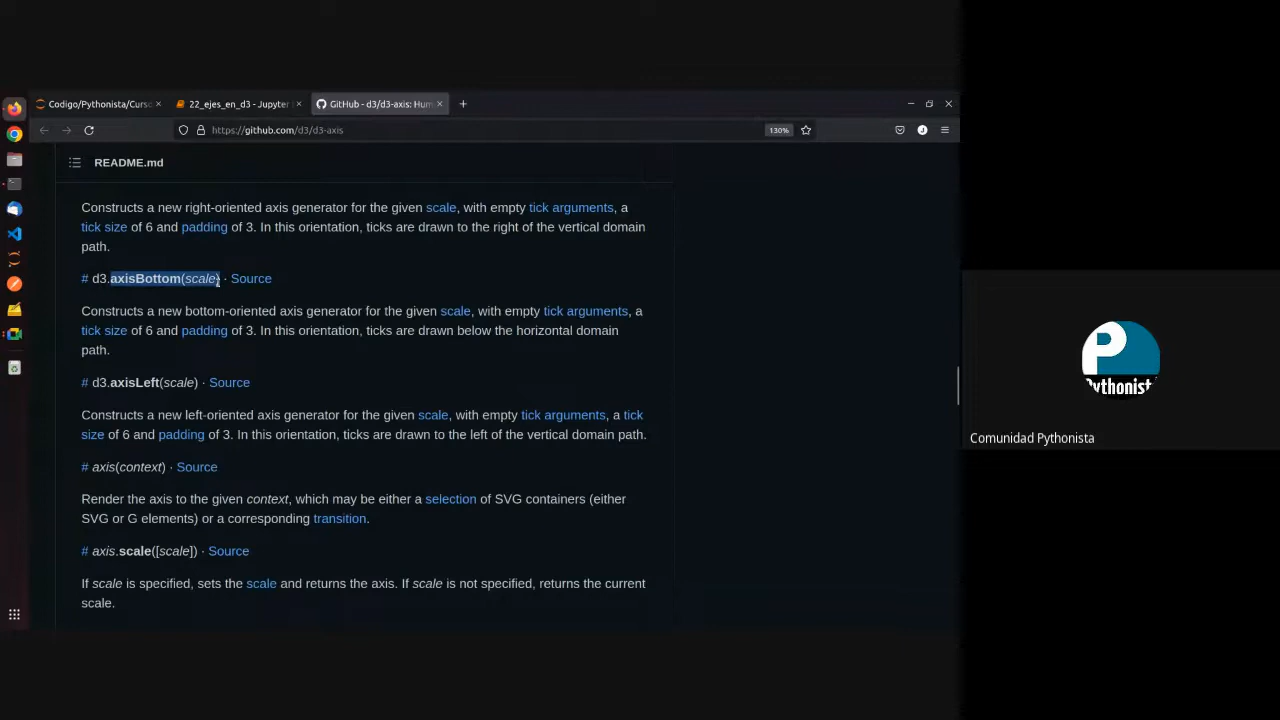 Codigo/Pythonista/Curso
22_ejes_en_d3 - Jupyter
GitHub - d3/d3-axis: Hum
https://github.com/d3/d3-axis
130%
J
README.md
Constructs a new right-oriented axis generator for the given scale, with empty tick arguments, a
tick size of 6 and padding of 3. In this orientation, ticks are drawn to the right of the vertical domain
path.
# d3.axisBottom(scale) · Source
Constructs a new bottom-oriented axis generator for the given scale, with empty tick arguments, a
tick size of 6 and padding of 3. In this orientation, ticks are drawn below the horizontal domain
path.
# d3.axisLeft(scale) · Source
Constructs a new left-oriented axis generator for the given scale, with empty tick arguments, a tick
size of 6 and padding of 3. In this orientation, ticks are drawn to the left of the vertical domain path.
# axis(context) · Source
Render the axis to the given context, which may be either a selection of SVG containers (either
SVG or G elements) or a corresponding transition.
# axis.scale([scale]) · Source
If scale is specified, sets the scale and returns the axis. If scale is not specified, returns the current
scale.
P
Pythonist
Comunidad Pythonista